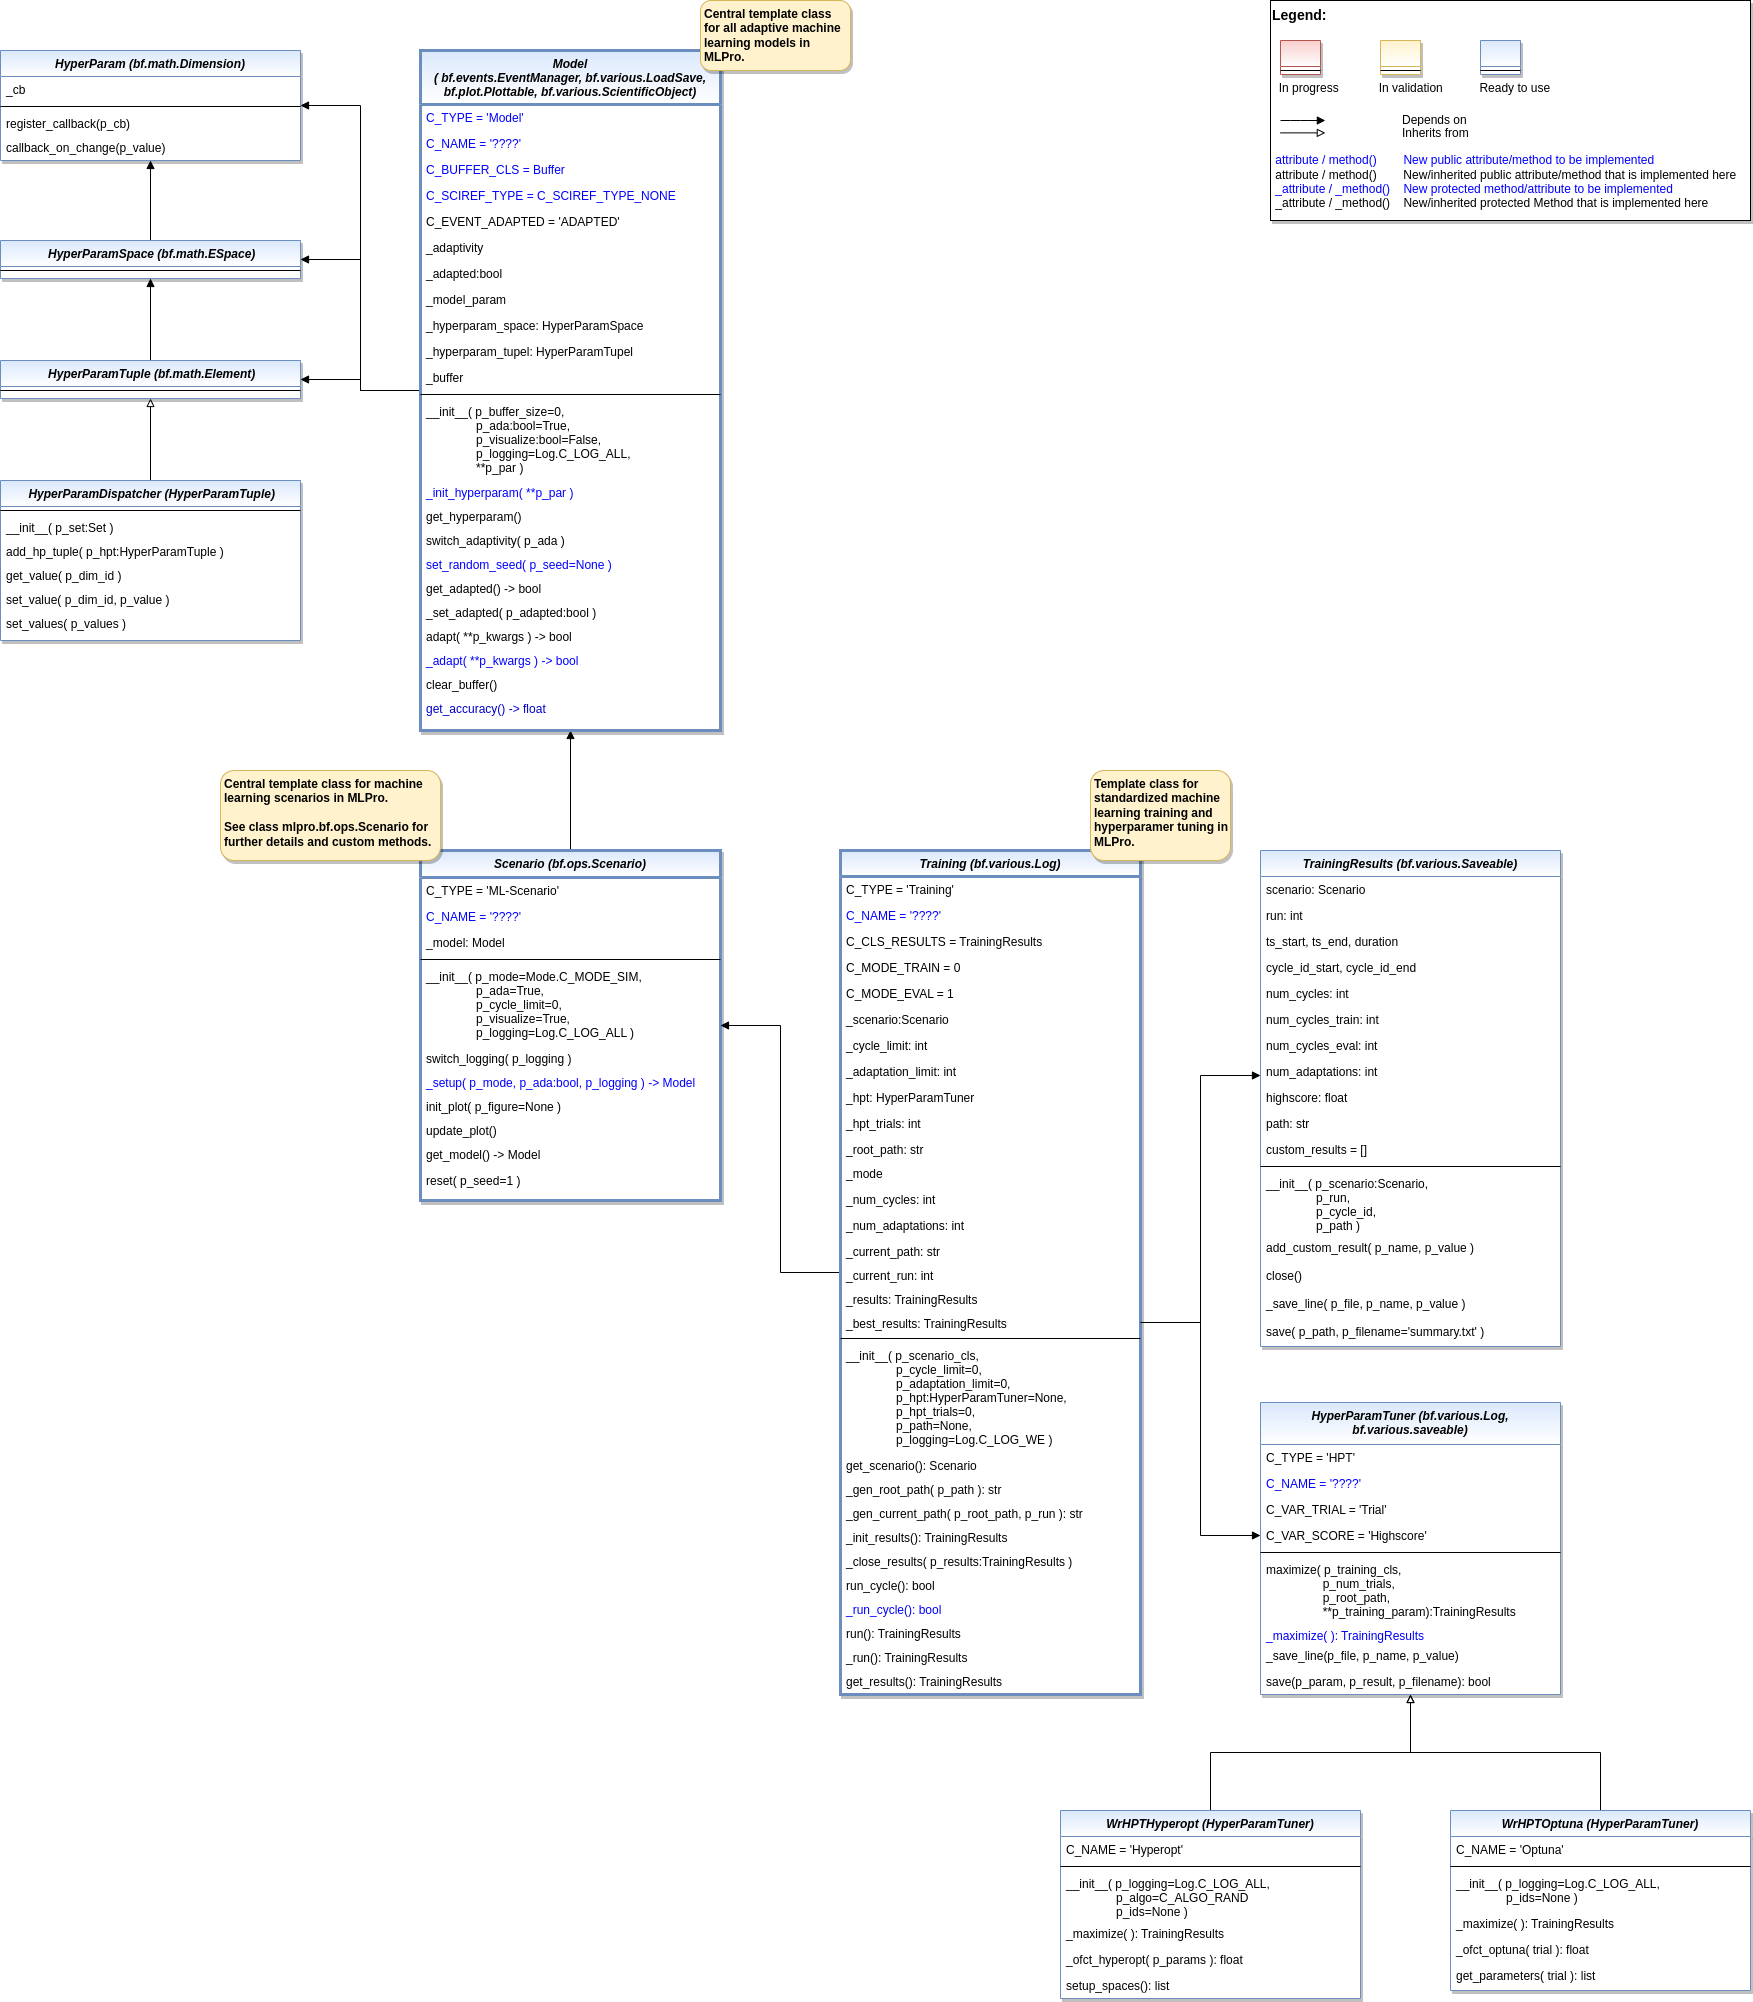 Central template class
for all adaptive machine
learning models in
MLPro.
Legend:
In progress
In validation
Ready to use
Depends on
Inherits from
attribute / method() New public attribute/method to be implemented
attribute / method() New/inherited public attribute/method that is implemented here
_attribute / _method() New protected method/attribute to be implemented
_attribute / _method() New/inherited protected Method that is implemented here
HyperParam (bf.math.Dimension)
_cb
register_callback(p_cb)
callback_on_change(p_value)
HyperParamSpace (bf.math.ESpace)
HyperParamTuple (bf.math.Element)
HyperParamDispatcher (HyperParamTuple)
__init__( p_set:Set )
add_hp_tuple( p_hpt:HyperParamTuple )
get_value( p_dim_id )
set_value( p_dim_id, p_value )
set_values( p_values )
Model
( bf.events.EventManager, bf.various.LoadSave,
bf.plot.Plottable, bf.various.ScientificObject)
C_TYPE = 'Model'
C_NAME = '????'
C_BUFFER_CLS = Buffer
C_SCIREF_TYPE = C_SCIREF_TYPE_NONE
C_EVENT_ADAPTED = 'ADAPTED'
_adaptivity
_adapted:bool
_model_param
_hyperparam_space: HyperParamSpace
_hyperparam_tupel: HyperParamTupel
_buffer
__init__( p_buffer_size=0,
p_ada:bool=True,
p_visualize:bool=False,
p_logging=Log.C_LOG_ALL,
**p_par )
_init_hyperparam( **p_par )
get_hyperparam()
switch_adaptivity( p_ada )
set_random_seed( p_seed=None )
get_adapted() -> bool
_set_adapted( p_adapted:bool )
adapt( **p_kwargs ) -> bool
_adapt( **p_kwargs ) -> bool
clear_buffer()
get_accuracy() -> float
Central template class for machine
learning scenarios in MLPro.
See class mlpro.bf.ops.Scenario for
further details and custom methods.
Scenario (bf.ops.Scenario)
C_TYPE = 'ML-Scenario'
C_NAME = '????'
_model: Model
__init__( p_mode=Mode.C_MODE_SIM,
p_ada=True,
p_cycle_limit=0,
p_visualize=True,
p_logging=Log.C_LOG_ALL )
switch_logging( p_logging )
_setup( p_mode, p_ada:bool, p_logging ) -> Model
init_plot( p_figure=None )
update_plot()
get_model() -> Model
reset( p_seed=1 )
Template class for
standardized machine
learning training and
hyperparamer tuning in
MLPro.
Training (bf.various.Log)
C_TYPE = 'Training'
C_NAME = '????'
C_CLS_RESULTS = TrainingResults
C_MODE_TRAIN = 0
C_MODE_EVAL = 1
_scenario:Scenario
_cycle_limit: int
_adaptation_limit: int
_hpt: HyperParamTuner
_hpt_trials: int
_root_path: str
_mode
_num_cycles: int
_num_adaptations: int
_current_path: str
_current_run: int
_results: TrainingResults
_best_results: TrainingResults
__init__( p_scenario_cls,
p_cycle_limit=0,
p_adaptation_limit=0,
p_hpt:HyperParamTuner=None,
p_hpt_trials=0,
p_path=None,
p_logging=Log.C_LOG_WE )
get_scenario(): Scenario
_gen_root_path( p_path ): str
_gen_current_path( p_root_path, p_run ): str
_init_results(): TrainingResults
_close_results( p_results:TrainingResults )
run_cycle(): bool
_run_cycle(): bool
run(): TrainingResults
_run(): TrainingResults
get_results(): TrainingResults
TrainingResults (bf.various.Saveable)
scenario: Scenario
run: int
ts_start, ts_end, duration
cycle_id_start, cycle_id_end
num_cycles: int
num_cycles_train: int
num_cycles_eval: int
num_adaptations: int
highscore: float
path: str
custom_results = []
__init__( p_scenario:Scenario,
p_run,
p_cycle_id,
p_path )
add_custom_result( p_name, p_value )
close()
_save_line( p_file, p_name, p_value )
save( p_path, p_filename='summary.txt' )
HyperParamTuner (bf.various.Log,
bf.various.saveable)
C_TYPE = 'HPT'
C_NAME = '????'
C_VAR_TRIAL = 'Trial'
C_VAR_SCORE = 'Highscore'
maximize( p_training_cls,
p_num_trials,
p_root_path,
**p_training_param):TrainingResults
_maximize( ): TrainingResults
_save_line(p_file, p_name, p_value)
save(p_param, p_result, p_filename): bool
WrHPTHyperopt (HyperParamTuner)
C_NAME = 'Hyperopt'
__init__( p_logging=Log.C_LOG_ALL,
p_algo=C_ALGO_RAND
p_ids=None )
_maximize( ): TrainingResults
_ofct_hyperopt( p_params ): float
setup_spaces(): list
WrHPTOptuna (HyperParamTuner)
C_NAME = 'Optuna'
__init__( p_logging=Log.C_LOG_ALL,
p_ids=None )
_maximize( ): TrainingResults
_ofct_optuna( trial ): float
get_parameters( trial ): list